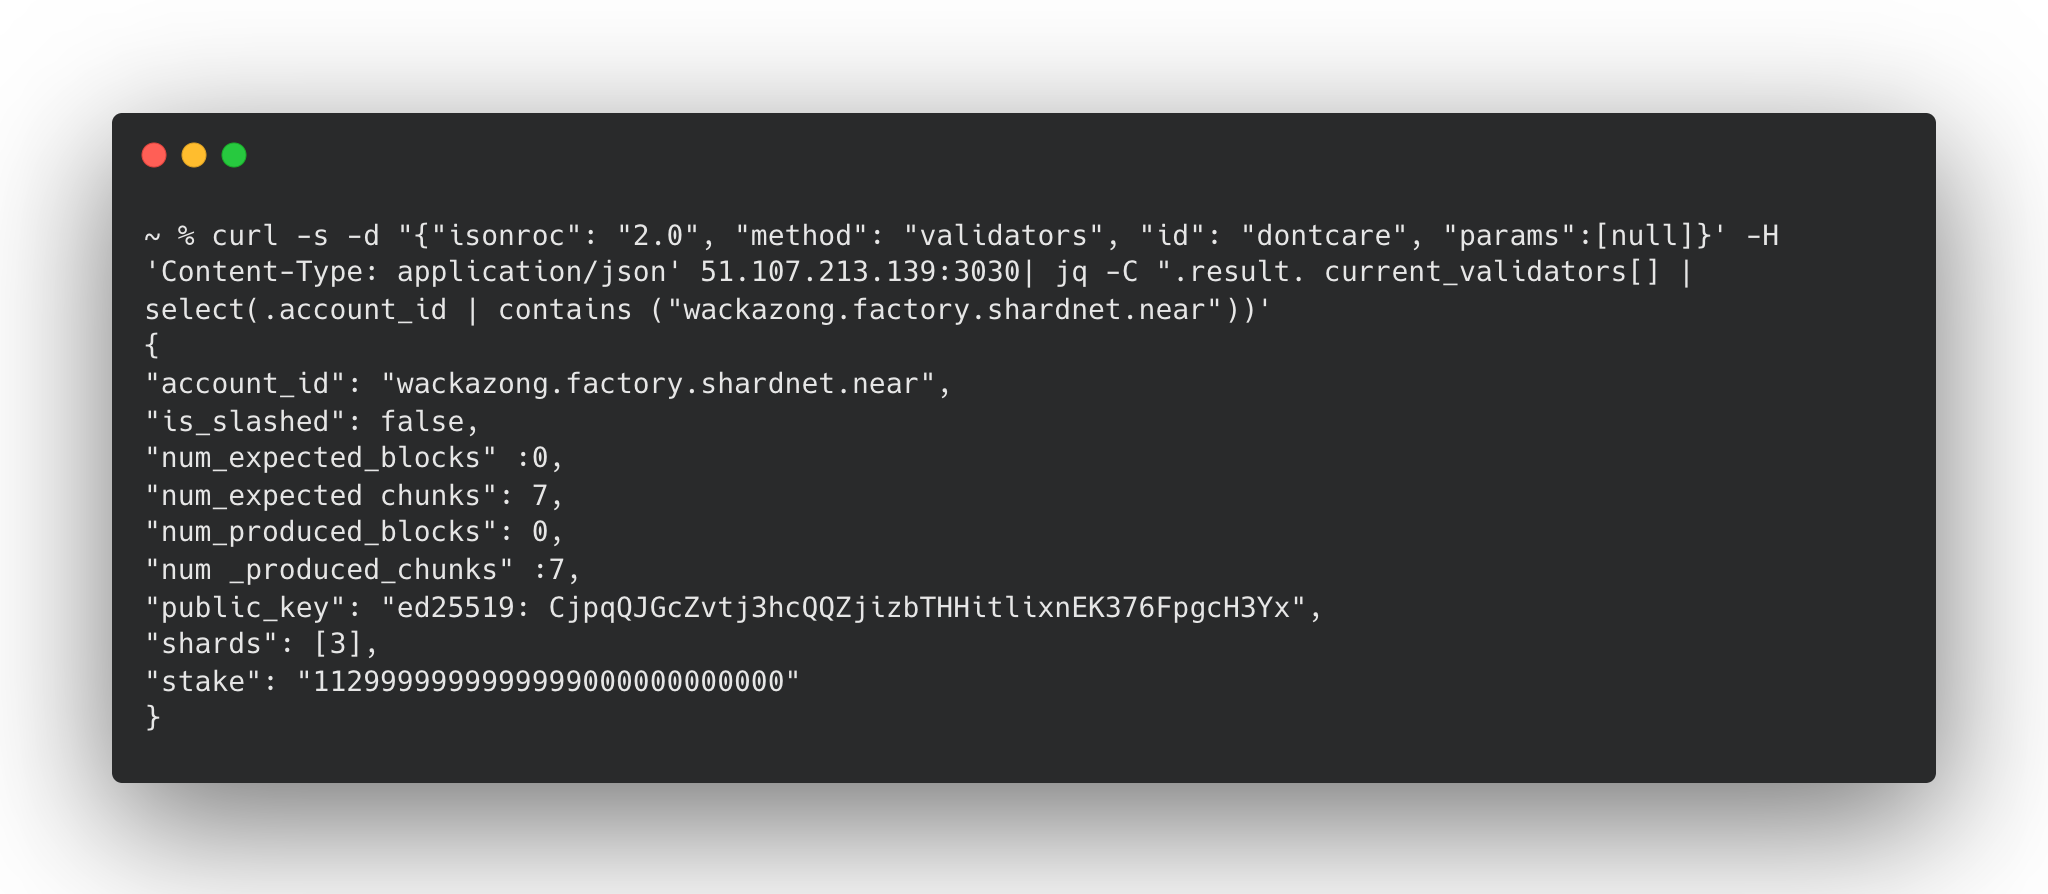 ~ % curl -s -d "{"isonroc": "2.0", "method": "validators", "id": "dontcare", "params":[null]}' -H
'Content-Type: application/json' 51.107.213.139:3030| jq -C ".result. current_validators[] |
select(.account_id | contains ("wackazong.factory.shardnet.near"))'
{
"account_id": "wackazong.factory.shardnet.near",
"is_slashed": false,
"num_expected_blocks" :0,
"num_expected chunks": 7,
"num_produced_blocks": 0,
"num _produced_chunks" :7,
"public_key": "ed25519: CjpqQJGcZvtj3hcQQZjizbTHHitlixnEK376FpgcH3Yx",
"shards": [3],
"stake": "1129999999999999000000000000"
}